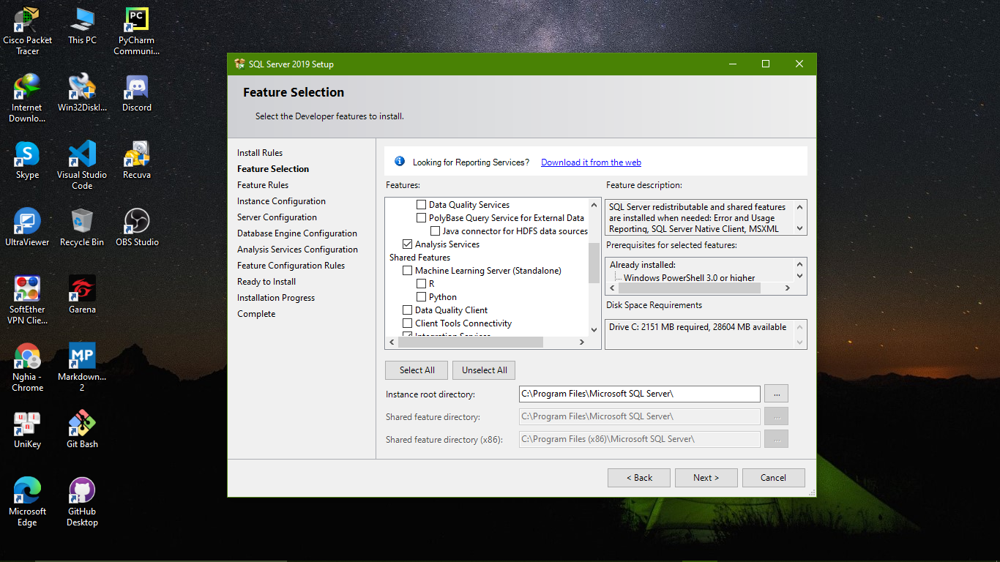 Cisco Packet
Tracer
This PC
PyCharm
Communi...
Internet
Downlo...
Win32Diskl...
Discord
Skype
Visual Studio
Code
Recuva
UltraViewer
Recycle Bin
OBS Studio
SoftEther
VPN Clie...
Garena
Nghia -
Chrome
Markdown...
2
UniKey
Git Bash
Microsoft
Edge
GitHub
Desktop
PC
MP
U N I
SQL Server 2019 Setup
Feature Selection
Select the Developer features to install.
Install Rules
Feature Selection
Feature Rules
Instance Configuration
Server Configuration
Database Engine Configuration
Analysis Services Configuration
Feature Configuration Rules
Ready to Install
Installation Progress
Complete
Looking for Reporting Services? Download it from the web
Features:
Data Quality Services
PolyBase Query Service for External Data
Java connector for HDFS data sources
Analysis Services
Shared Features
Machine Learning Server (Standalone)
R
Python
Data Quality Client
Client Tools Connectivity
Integration Services
Feature description:
SQL Server redistributable and shared features
are installed when needed: Error and Usage
Reporting, SQL Server Native Client, MSXML
Prerequisites for selected features:
Already installed:
Windows PowerShell 3.0 or higher
Disk Space Requirements
Drive C: 2151 MB required, 28604 MB available
Select All
Unselect All
Instance root directory: C:\Program Files\Microsoft SQL Server\ ...
Shared feature directory: C:\Program Files\Microsoft SQL Server\ ...
Shared feature directory (x86): C:\Program Files (x86)\Microsoft SQL Server\ ...
< Back
Next >
Cancel